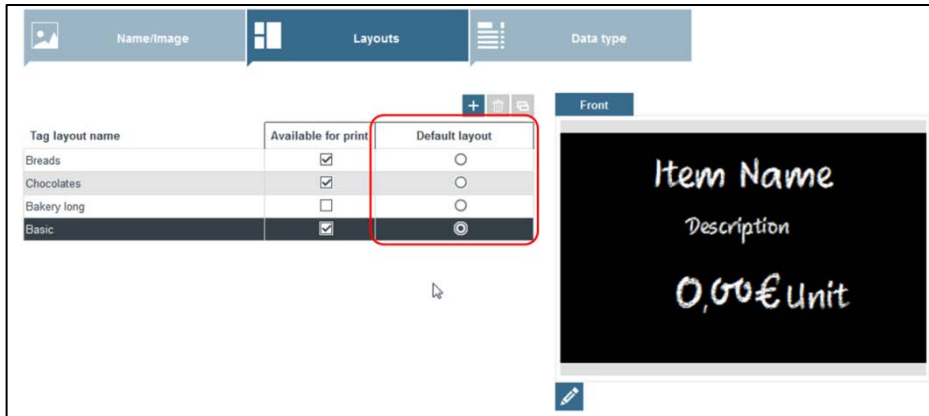 Name/Image
Layouts
Data type
Front
Tag layout name Available for print Default layout
Breads
Chocolates
Bakery long
Basic
Item Name
Description
0,00€ Unit